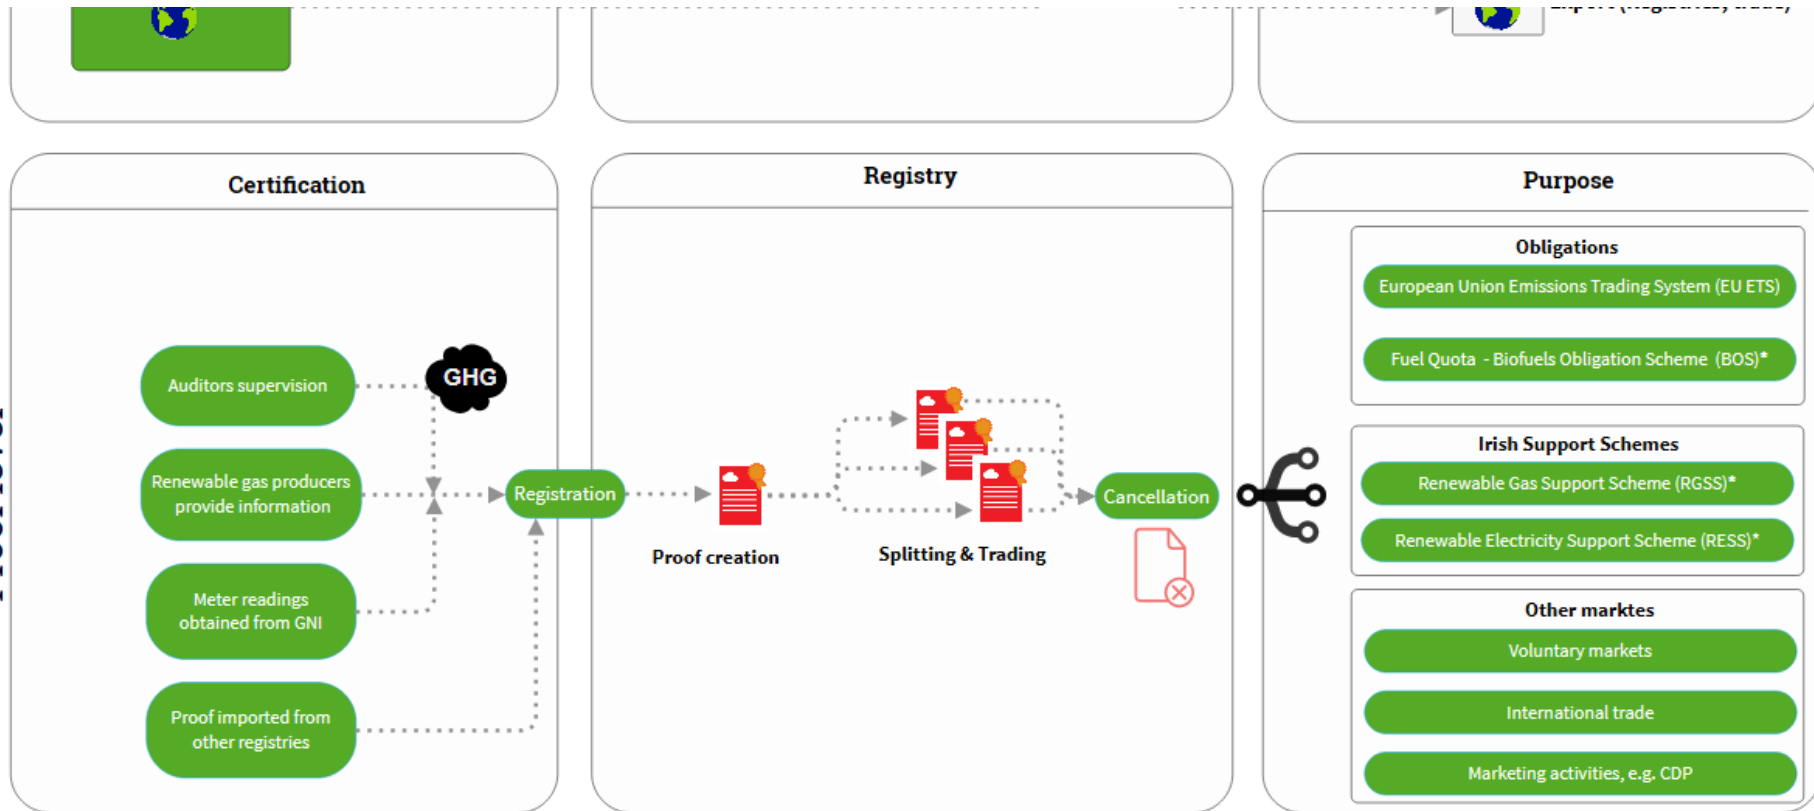 Certification
Registry
Purpose
Auditors supervision
GHG
Renewable gas producers
provide information
Meter readings
obtained from GNI
Proof imported from
other registries
Registration
Proof creation
Splitting & Trading
Cancellation
Obligations
European Union Emissions Trading System (EU ETS)
Fuel Quota - Biofuels Obligation Scheme (BOS)*
Irish Support Schemes
Renewable Gas Support Scheme (RGSS)*
Renewable Electricity Support Scheme (RESS)*
Other marktes
Voluntary markets
International trade
Marketing activities, e.g. CDP